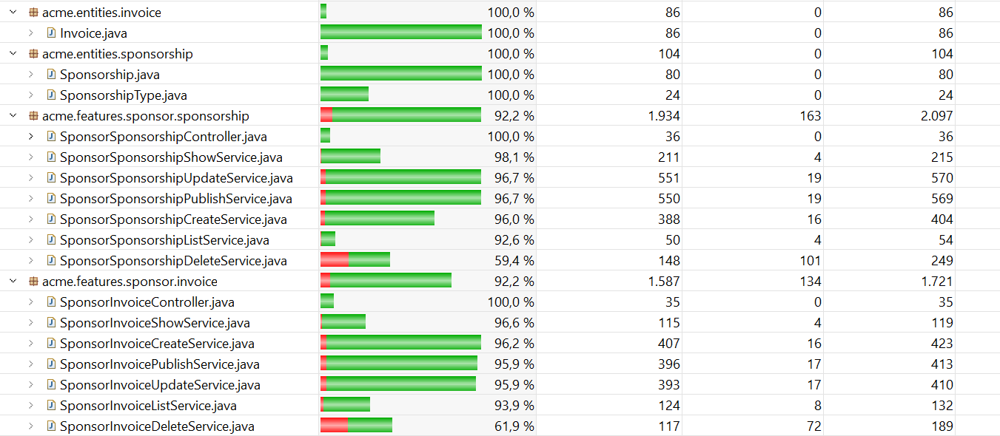 acme.entities.invoice 100,0 % 86 0 86
Invoice.java 100,0 % 86 0 86
acme.entities.sponsorship 100,0 % 104 0 104
Sponsorship.java 100,0 % 80 0 80
SponsorshipType.java 100,0 % 24 0 24
acme.features.sponsor.sponsorship 92,2 % 1.934 163 2.097
SponsorSponsorshipController.java 100,0 % 36 0 36
SponsorSponsorshipShowService.java 98,1 % 211 4 215
SponsorSponsorshipUpdateService.java 96,7 % 551 19 570
SponsorSponsorshipPublishService.java 96,7 % 550 19 569
SponsorSponsorshipCreateService.java 96,0 % 388 16 404
SponsorSponsorshipListService.java 92,6 % 50 4 54
SponsorSponsorshipDeleteService.java 59,4 % 148 101 249
acme.features.sponsor.invoice 92,2 % 1.587 134 1.721
SponsorInvoiceController.java 100,0 % 35 0 35
SponsorInvoiceShowService.java 96,6 % 115 4 119
SponsorInvoiceCreateService.java 96,2 % 407 16 423
SponsorInvoicePublishService.java 95,9 % 396 17 413
SponsorInvoiceUpdateService.java 95,9 % 393 17 410
SponsorInvoiceListService.java 93,9 % 124 8 132
SponsorInvoiceDeleteService.java 61,9 % 117 72 189